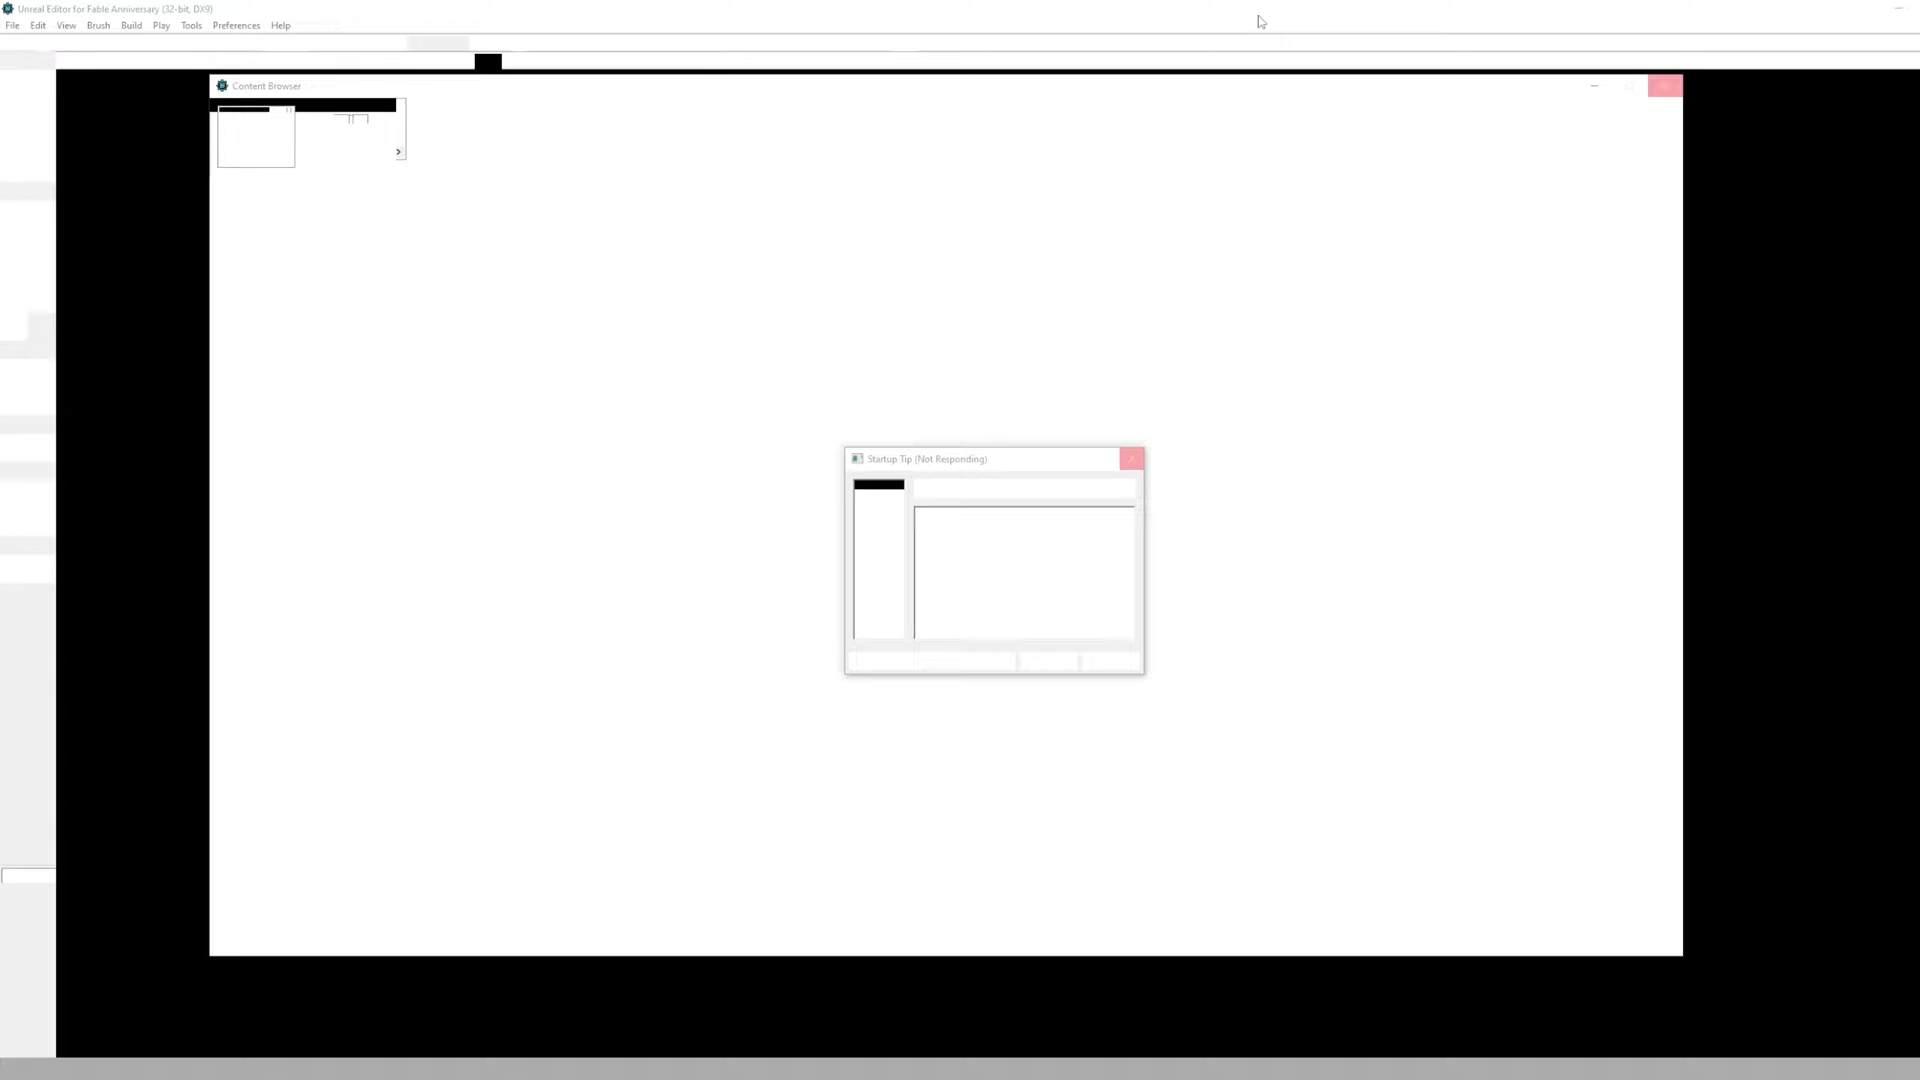 Unreal Editor for Fable Anniversary (32-bit, DX9)
File Edit View Brush Build Play Tools Preferences Help
Content Browser
Startup Tip (Not Responding)